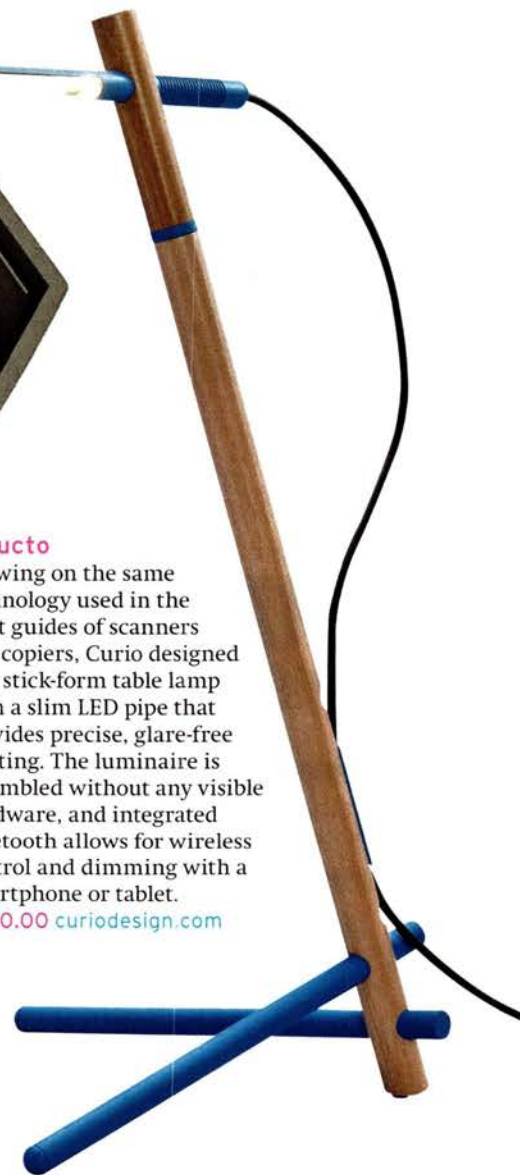 ucto
wing on the same
nology used in the
t guides of scanners
copiers, Curio designed
stick-form table lamp
n a slim LED pipe that
vides precise, glare-free
ting. The luminaire is
mbled without any visible
dware, and integrated
etooth allows for wireless
trol and dimming with a
rtphone or tablet.
0.00 curiodesign.com